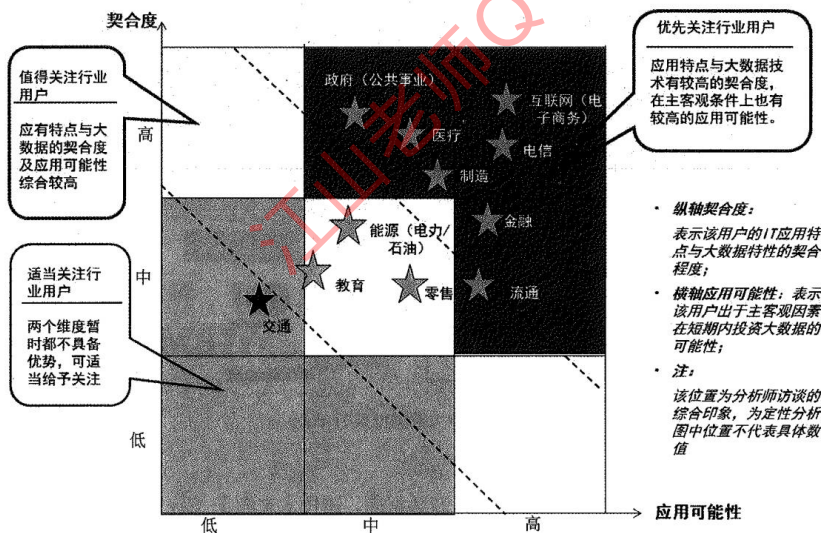 契合度
值得关注行业
用户
应有特点与大
数据的契合度
及应用可能性
综合较高
优先关注行业用户
应用特点与大数据技
术有较高的契合度，
在主客观条件上也有
较高的应用可能性。
高
政府（公共事业）
互联网（电
子商务）
医疗
电信
制造
金融
能源（电力/
石油）
中
教育
零售
流通
交通
适当关注行
业用户
两个维度暂
时都不具备
优势，可适
当给予关注
低
低
中
高
应用可能性
• 纵轴契合度：
表示该用户的IT应用特
点与大数据特性的契合
程度；
• 横轴应用可能性：表示
该用户出于主客观因素
在短期内投资大数据的
可能性；
• 注：
该位置为分析师访谈的
综合印象，为定性分析
图中位置不代表具体数
值
江山老师Q